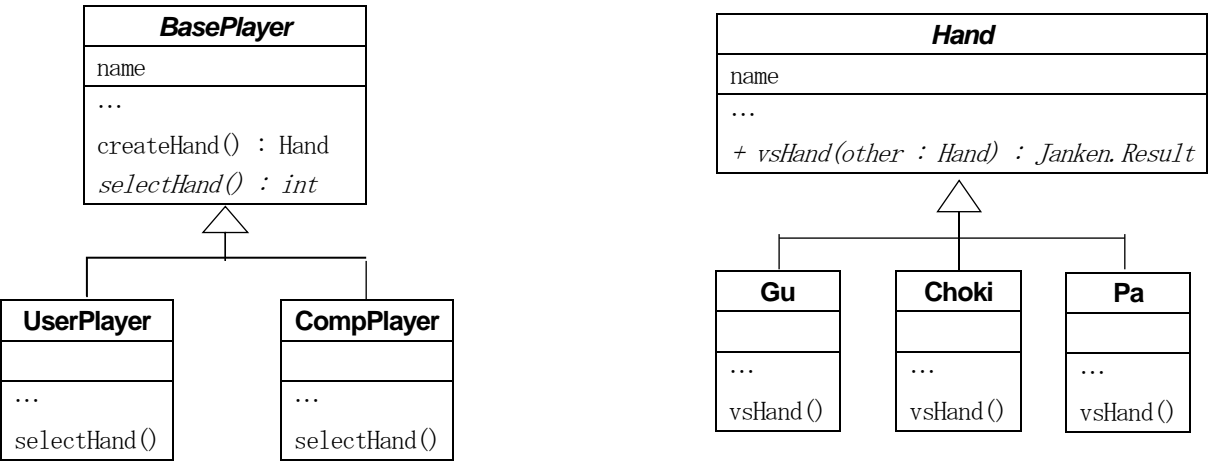 BasePlayer
name
…
createHand() : Hand
selectHand() : int
UserPlayer
…
selectHand()
CompPlayer
…
selectHand()
Hand
name
…
+ vsHand(other : Hand) : Janken.Result
Gu
…
vsHand()
Choki
…
vsHand()
Pa
…
vsHand()